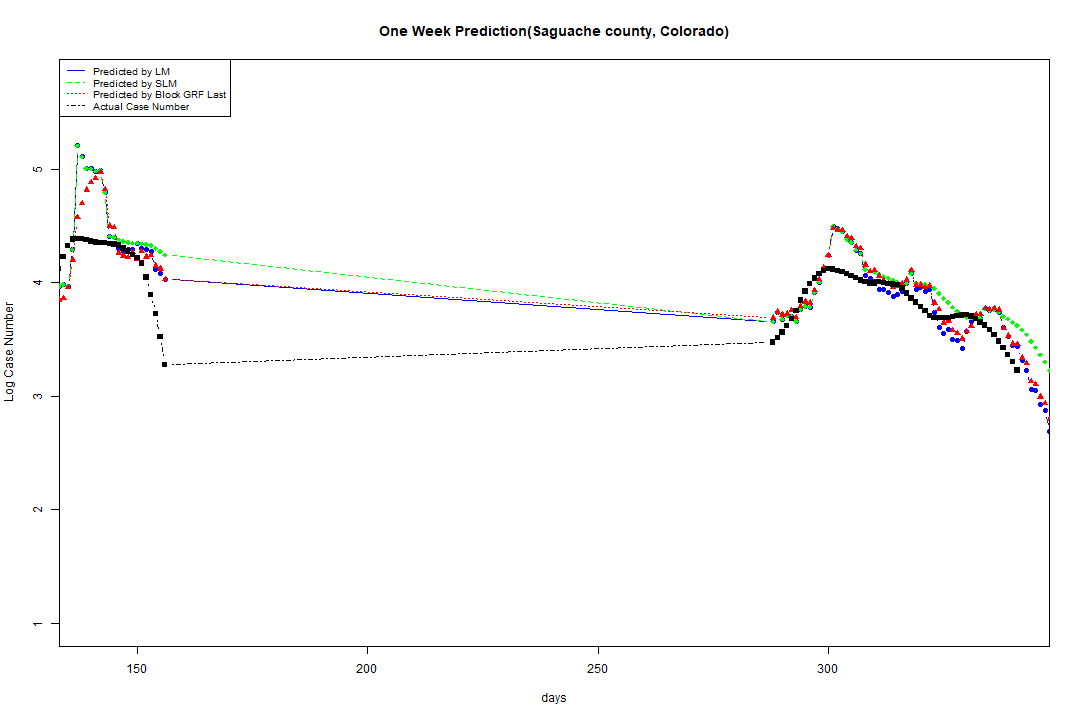 One Week Prediction(Saguache county, Colorado)
Predicted by LM
Predicted by SLM
Predicted by Block GRF Last
Actual Case Number
5
4
3
2
1
Log Case Number
150 200 250 300
days